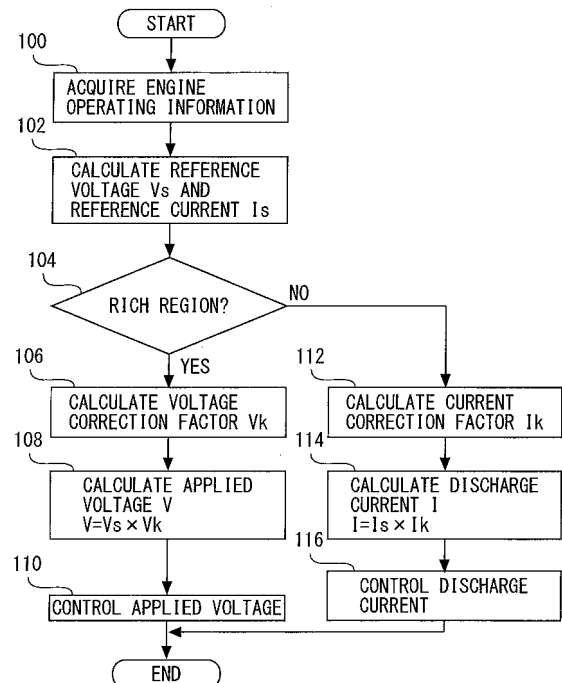 START
100
ACQUIRE ENGINE
OPERATING INFORMATION
102
CALCULATE REFERENCE
VOLTAGE Vs AND
REFERENCE CURRENT Is
104
RICH REGION?
NO
YES
106
CALCULATE VOLTAGE
CORRECTION FACTOR Vk
108
CALCULATE APPLIED
VOLTAGE V
V=Vs×Vk
110
CONTROL APPLIED VOLTAGE
112
CALCULATE CURRENT
CORRECTION FACTOR Ik
114
CALCULATE DISCHARGE
CURRENT I
I=Is×Ik
116
CONTROL DISCHARGE
CURRENT
END